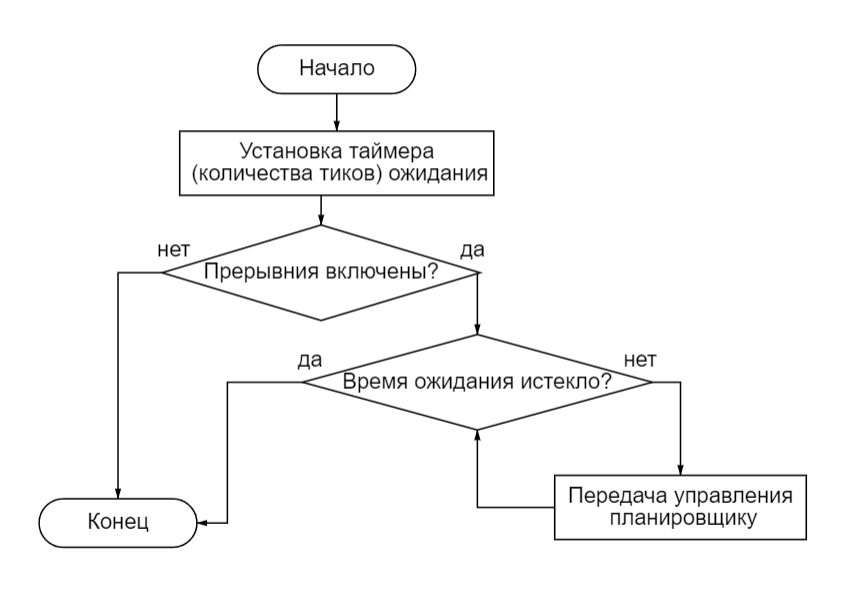 Начало
Установка таймера
(количества тиков) ожидания
нет
да
Прерывния включены?
да
нет
Время ожидания истекло?
Передача управления
планировщику
Конец